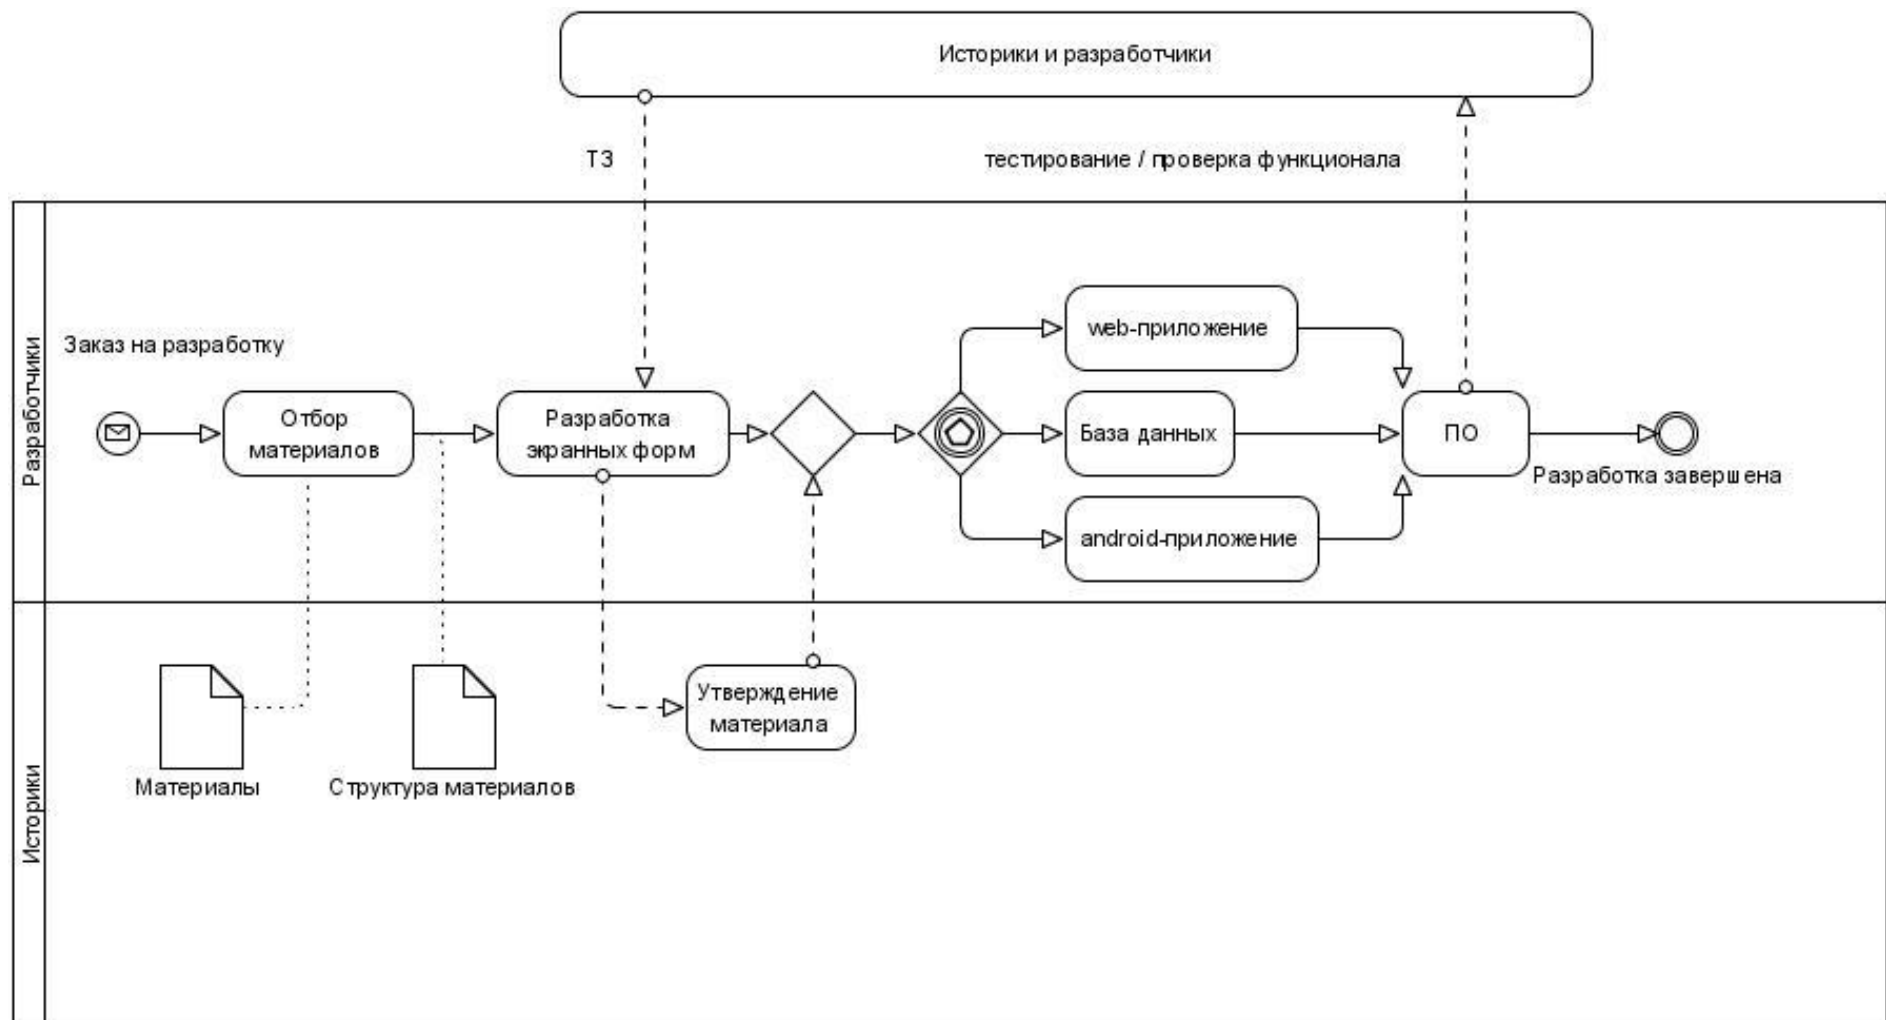 Историки и разработчики
ТЗ
тестирование / проверка функционала
Разработчики
Заказ на разработку
Отбор
материалов
Разработка
экранных форм
web-приложение
База данных
android-приложение
ПО
Разработка завершена
Историки
Материалы
Структура материалов
Утверждение
материала